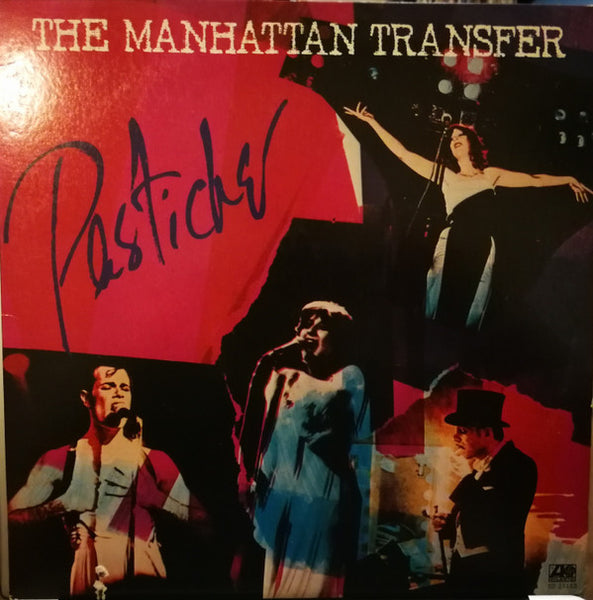 THE MANHATTAN TRANSFER
Pastiche